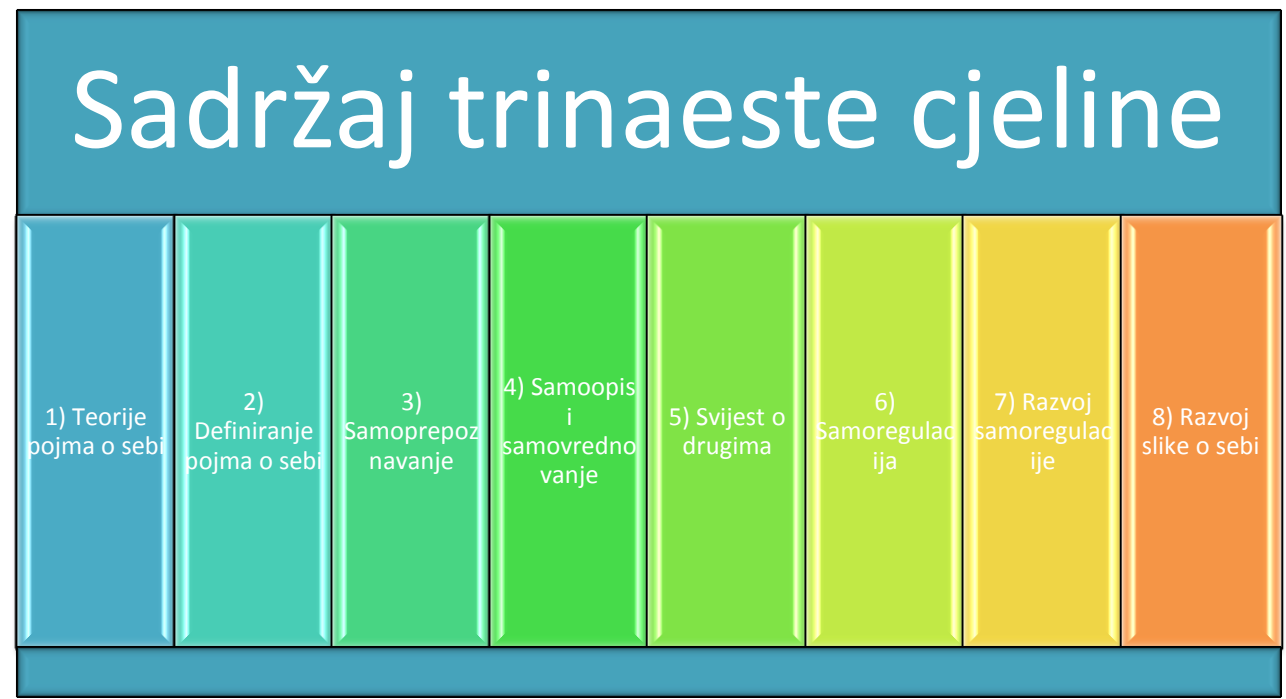 Sadržaj trinaeste cjeline
1) Teorije
pojma o sebi
2)
Definiranje
pojma o sebi
3)
Samoprepoz
navanje
4) Samoopis
i
samovredno
vanje
5) Svijest o
drugima
6)
Samoregulac
ija
7) Razvoj
samoregulac
ije
8) Razvoj
slike o sebi